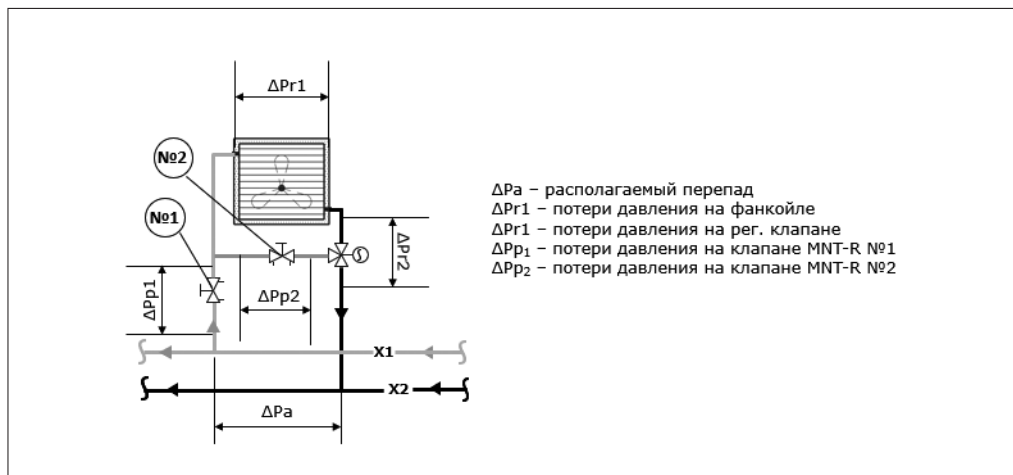 ΔPr1
№2
№1
ΔPr2
ΔPp1
ΔPp2
X1
X2
ΔPa
ΔPa – располагаемый перепад
ΔPr1 – потери давления на фанкойле
ΔPr1 – потери давления на рег. клапане
ΔPp₁ – потери давления на клапане MNT-R №1
ΔPp₂ – потери давления на клапане MNT-R №2